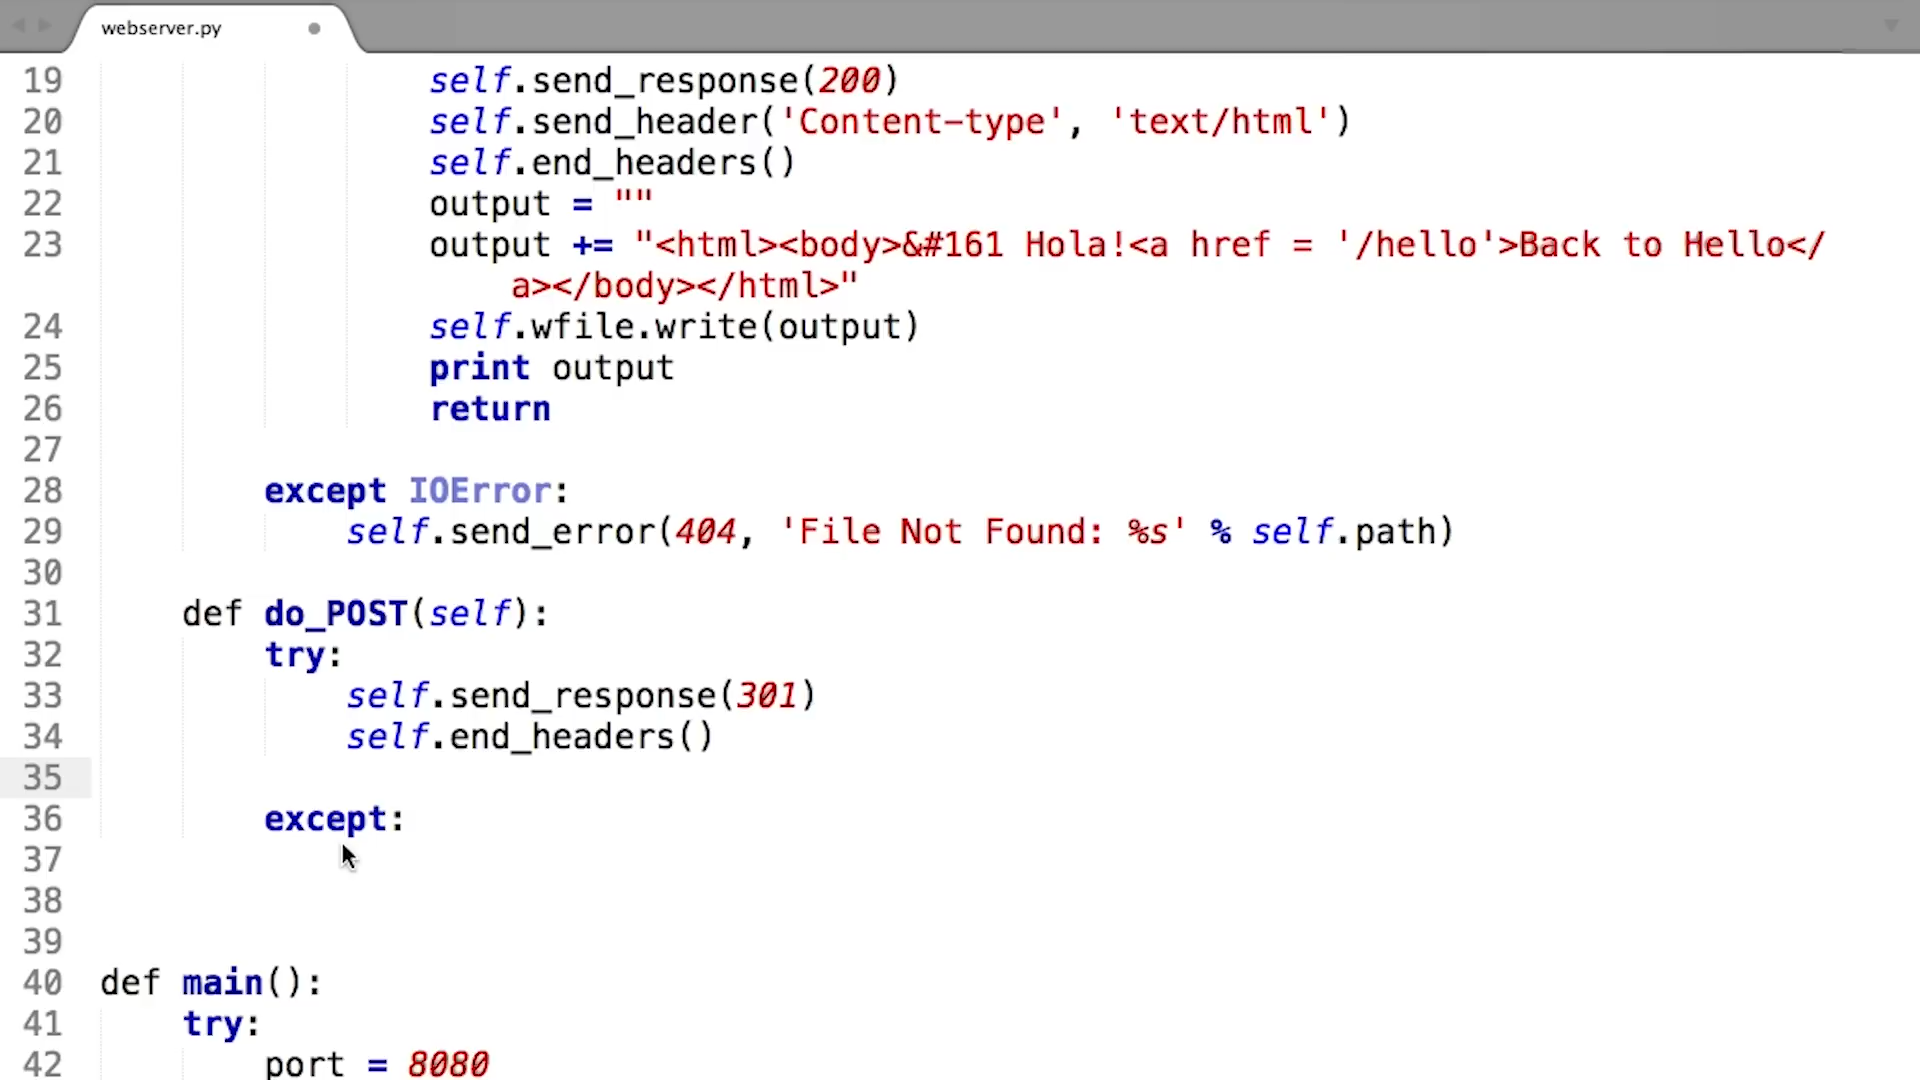 webserver.py
19 self.send_response(200)
20 self.send_header('Content-type', 'text/html')
21 self.end_headers()
22 output = ""
23 output += "<html><body>&#161 Hola!<a href = '/hello'>Back to Hello</
a></body></html>"
24 self.wfile.write(output)
25 print output
26 return
27
28 except IOError:
29 self.send_error(404, 'File Not Found: %s' % self.path)
30
31 def do_POST(self):
32 try:
33 self.send_response(301)
34 self.end_headers()
35
36 except:
37
38
39
40 def main():
41 try:
42 port = 8080